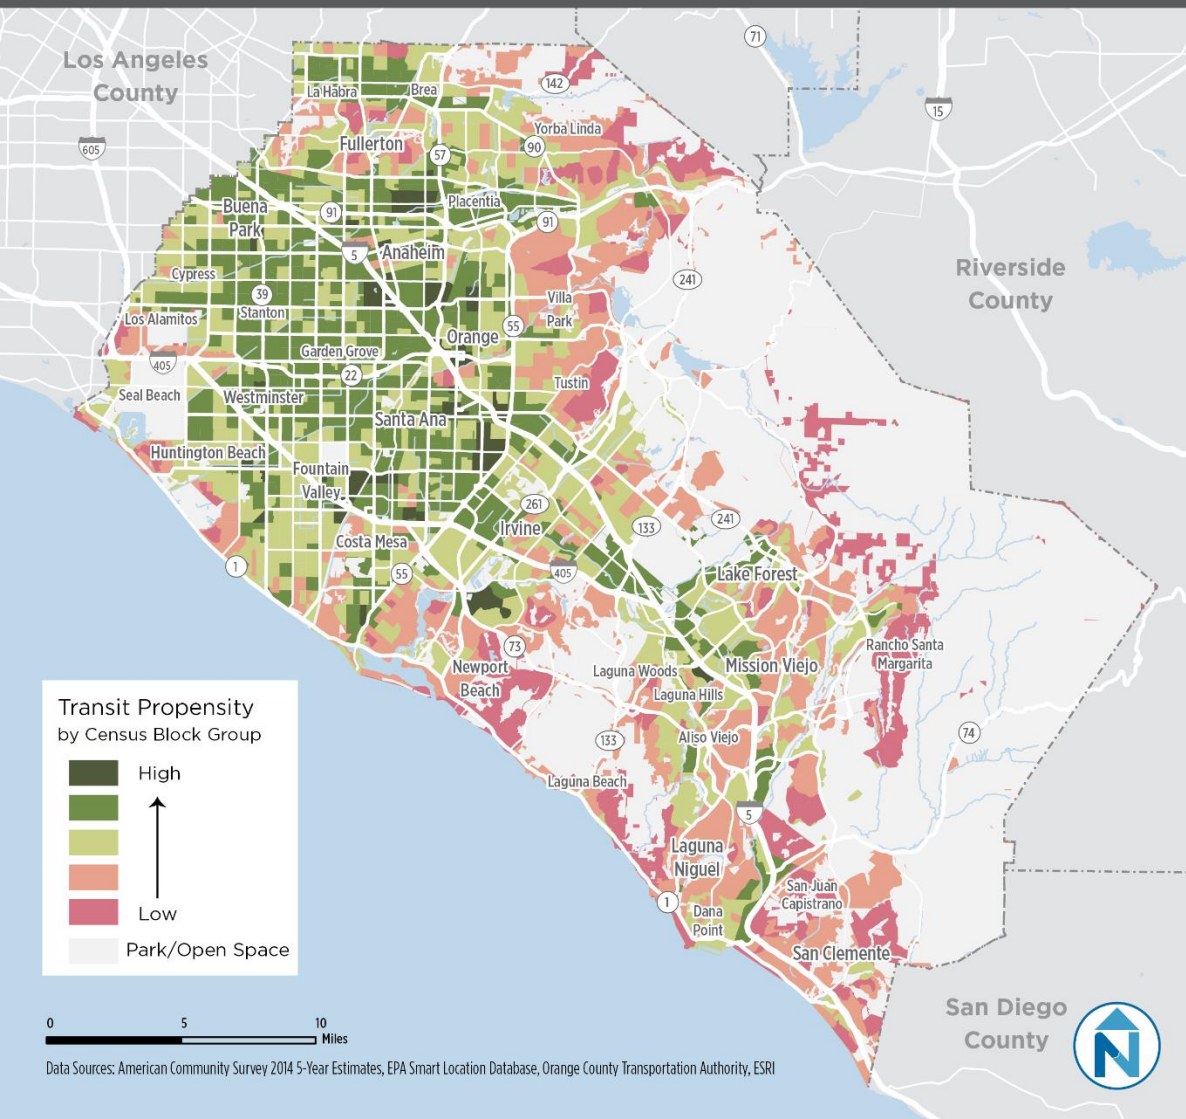 71
Los Angeles
County
142
La Habra
Brea
15
605
Fullerton
57
Yorba Linda
90
Buena
Park
91
Placentia
91
5
Anaheim
Cypress
39
Stanton
241
Riverside
County
Los Alamitos
Villa
Park
Orange
55
405
Garden Grove
22
Tustin
Seal Beach
Westminster
Santa Ana
Huntington Beach
Fountain
Valley
261
Irvine
133
241
Costa Mesa
1
55
405
Lake Forest
73
Rancho Santa
Margarita
Newport
Beach
Laguna Woods
Mission Viejo
Laguna Hills
Transit Propensity
by Census Block Group
High
Low
Park/Open Space
133
Aliso Viejo
74
Laguna Beach
5
Laguna
Niguel
San Juan
Capistrano
1
Dana
Point
San Clemente
San Diego
County
N
0 5 10
Miles
Data Sources: American Community Survey 2014 5-Year Estimates, EPA Smart Location Database, Orange County Transportation Authority, ESRI